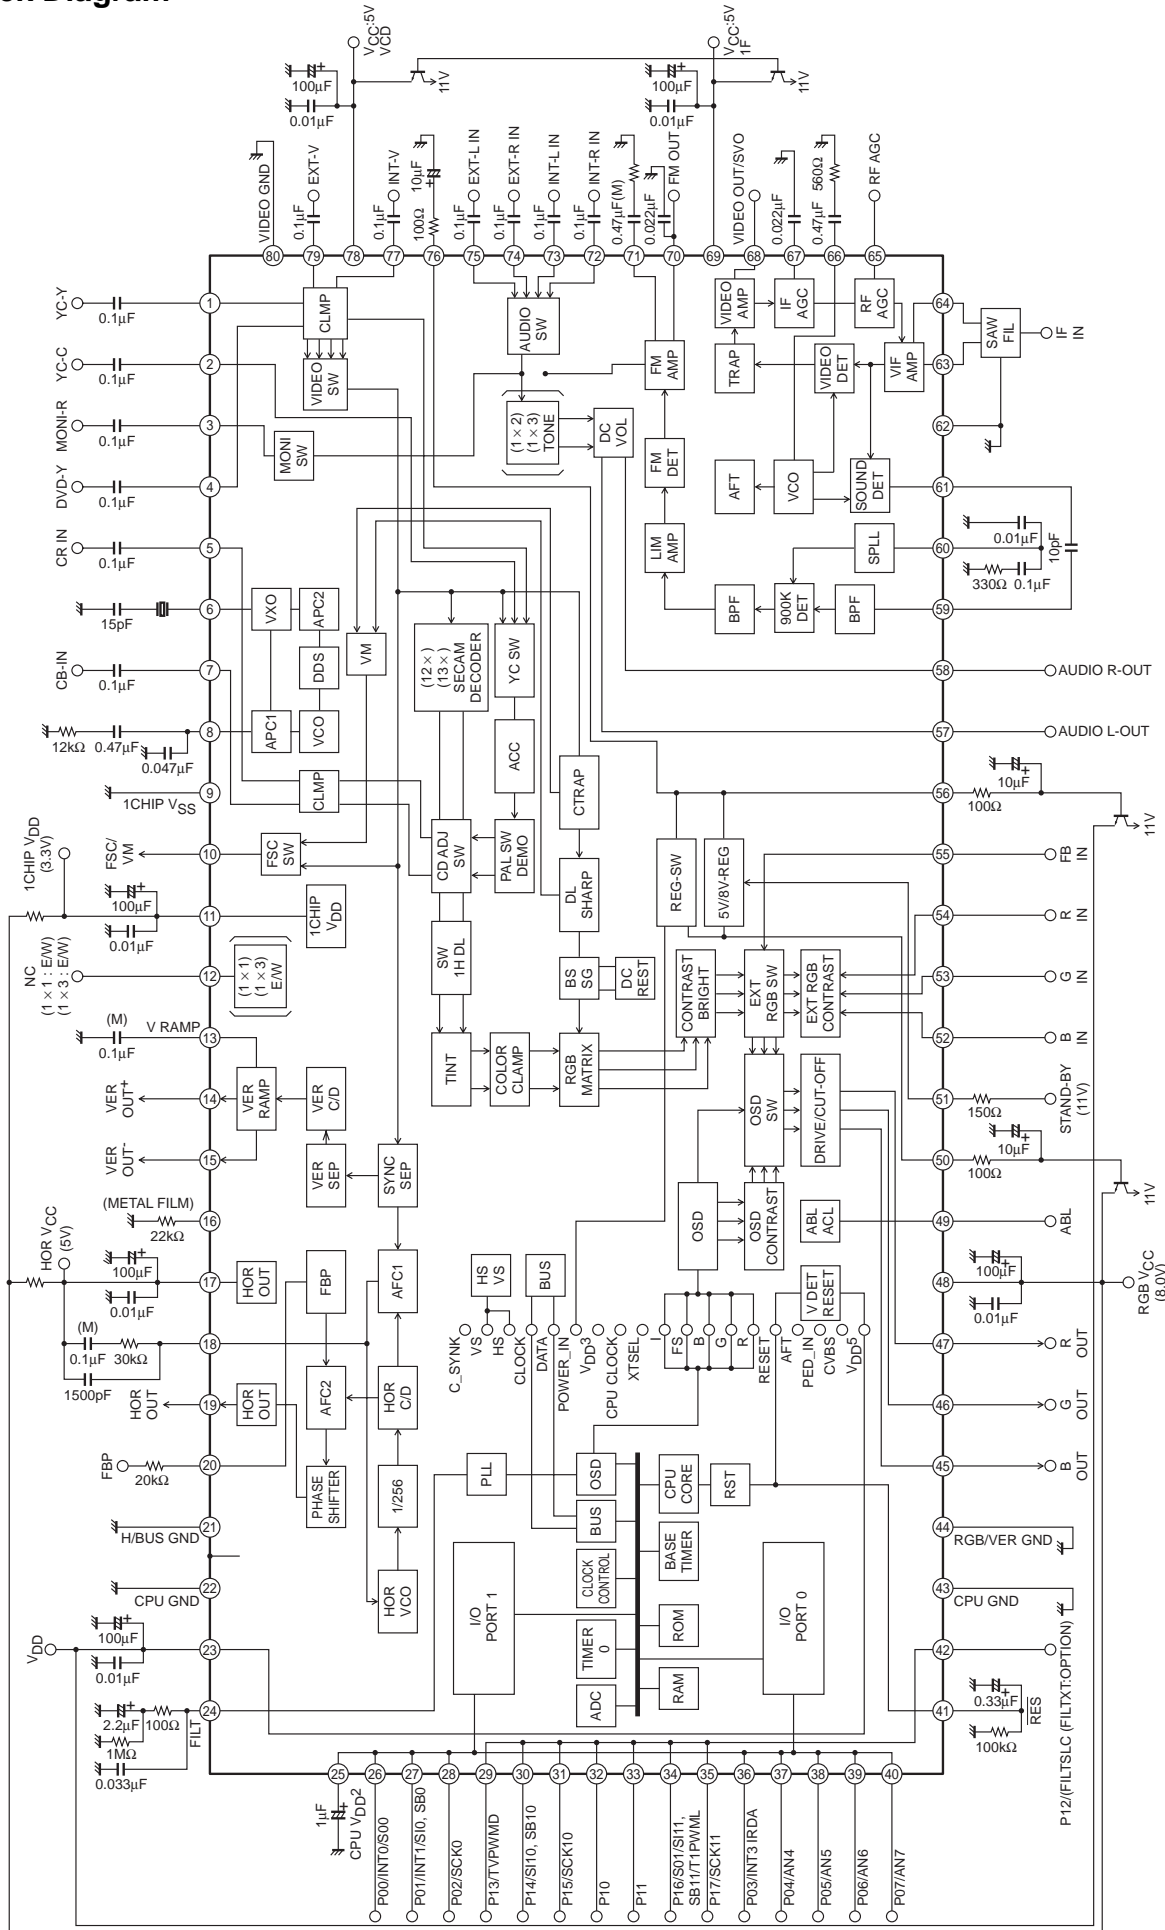 ck Diagram
VCC:5V
VCD
VCC:5V
1F
100µF
11V
0.01µF
100µF
11V
0.01µF
VIDEO GND
EXT-V
0.1µF
INT-V
0.1µF
10µF
100Ω
EXT-L IN
0.1µF
EXT-R IN
0.1µF
INT-L IN
0.1µF
INT-R IN
0.1µF
0.47µF(M)
0.022µF
FM OUT
VIDEO OUT/SVO
0.022µF
0.47µF 560Ω
RF AGC
80 79 78 77 76 75 74 73 72 71 70 69 68 67 66 65
YC-Y
0.1µF
1
YC-C
0.1µF
2
MONI-R
0.1µF
3
DVD-Y
0.1µF
4
CR IN
0.1µF
5
15pF
6
CB-IN
0.1µF
7
12kΩ 0.47µF
0.047µF
8
1CHIP VSS
9
1CHIP VDD
(3.3V)
FSC/
VM
10
100µF
0.01µF
11
NC
(1 × 1 : E/W)
(1 × 3 : E/W)
12
(M)
0.1µF
V RAMP
13
VER
OUT+
14
VER
OUT-
15
(METAL FILM)
22kΩ
16
HOR VCC
(5V)
100µF
0.01µF
17
(M)
0.1µF 30kΩ
1500pF
18
HOR
OUT
19
FBP
20kΩ
20
H/BUS GND
21
CPU GND
22
VDD
100µF
0.01µF
23
2.2µF
100Ω
1MΩ
0.033µF
FILT
24
CLMP
VIDEO
SW
MONI
SW
AUDIO
SW
(1 × 2)
(1 × 3)
TONE
DC
VOL
FM
AMP
FM
DET
LIM
AMP
VIDEO
AMP
IF
AGC
RF
AGC
TRAP
VIDEO
DET
VIF
AMP
AFT
VCO
SOUND
DET
SPLL
BPF
900K
DET
BPF
SAW
FIL
IF
IN
VXO
APC2
DDS
APC1
VCO
VM
(12×)
(13×)
SECAM
DECODER
YC SW
ACC
CLMP
CTRAP
FSC
SW
CD ADJ
SW
PAL SW
DEMO
DL
SHARP
REG-SW
5V/8V-REG
1CHIP
VDD
(1 × 1)
(1 × 3)
E/W
SW
1H DL
BS
SG
DC
REST
CONTRAST
BRIGHT
EXT
RGB SW
EXT RGB
CONTRAST
TINT
COLOR
CLAMP
RGB
MATRIX
VER
RAMP
VER
C/D
VER
SEP
SYNC
SEP
OSD
SW
DRIVE/CUT-OFF
OSD
OSD
CONTRAST
ABL
ACL
HOR
OUT
FBP
AFC1
HS
VS
BUS
V DET
RESET
C_SYNK
VS
HS
CLOCK
DATA
POWER_IN
VDD3
CPU CLOCK
XTSEL
I
FS
B
G
R
RESET
AFT
PED_IN
CVBS
VDD5
HOR
OUT
AFC2
HOR
C/D
PHASE
SHIFTER
1/256
HOR
VCO
PLL
OSD
CPU
CORE
RST
BUS
BASE
TIMER
CLOCK
CONTROL
I/O
PORT 1
I/O
PORT 0
TIMER
0
ROM
ADC
RAM
64
63
62
61
0.01µF
10pF
60
330Ω 0.1µF
59
58
AUDIO R-OUT
57
AUDIO L-OUT
56
10µF
100Ω
11V
55
FB
IN
54
R
IN
53
G
IN
52
B
IN
51
150Ω
STAND-BY
(11V)
50
10µF
100Ω
11V
49
ABL
48
100µF
0.01µF
RGB VCC
(8.0V)
47
R
OUT
46
G
OUT
45
B
OUT
44
RGB/VER GND
43
CPU GND
42
P12/(FILTSLC (FILTXT:OPTION)
41
0.33µF
100kΩ
RES
25 26 27 28 29 30 31 32 33 34 35 36 37 38 39 40
1µF
CPU VDD2
P00/INT0/S00
P01/INT1/SI0, SB0
P02/SCK0
P13/TVPWMD
P14/SI10, SB10
P15/SCK10
P10
P11
P16/S01/SI11,
SB11/T1PWML
P17/SCK11
P03/INT3 IRDA
P04/AN4
P05/AN5
P06/AN6
P07/AN7